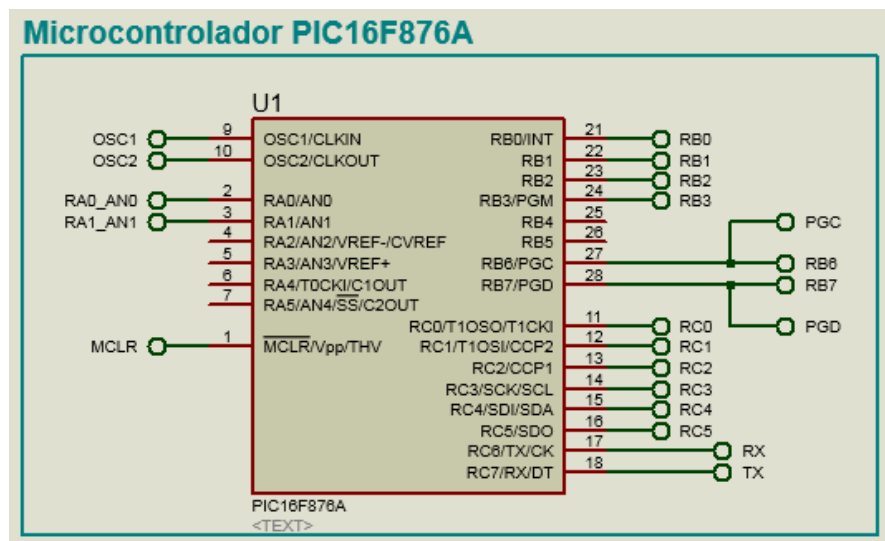 Microcontrolador PIC16F876A
U1
OSC1 9 OSC1/CLKIN RB0/INT 21 RB0
OSC2 10 OSC2/CLKOUT RB1 22 RB1
RB2 23 RB2
RA0_AN0 2 RA0/AN0 RB3/PGM 24 RB3
RA1_AN1 3 RA1/AN1 RB4 25 PGC
4 RA2/AN2/VREF-/CVREF RB5 26
5 RA3/AN3/VREF+ RB6/PGC 27 RB6
6 RA4/T0CKI/C1OUT RB7/PGD 28 RB7
7 RA5/AN4/SS/C2OUT
RC0/T1OSO/T1CKI 11 RC0 PGD
MCLR 1 MCLR/Vpp/THV RC1/T1OSI/CCP2 12 RC1
RC2/CCP1 13 RC2
RC3/SCK/SCL 14 RC3
RC4/SDI/SDA 15 RC4
RC5/SDO 16 RC5
RC6/TX/CK 17 RX
RC7/RX/DT 18 TX
PIC16F876A
<TEXT>